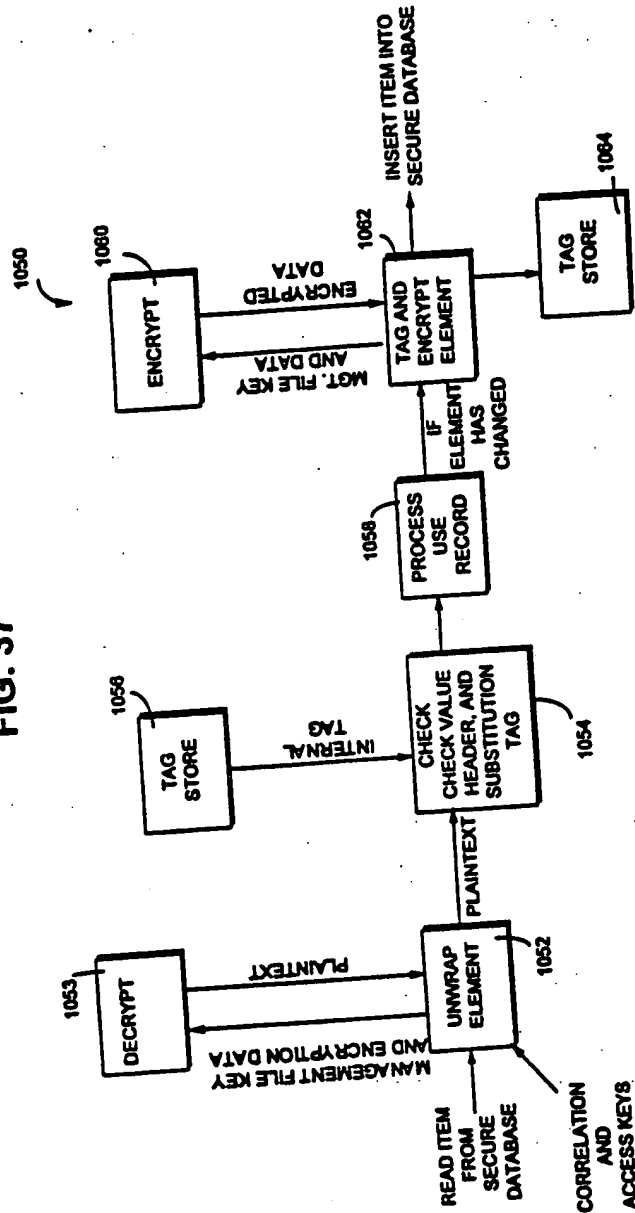 FIG. 37
1050
1053
DECRYPT
MANAGEMENT FILE KEY
AND ENCRYPTION DATA
PLAINTEXT
READ ITEM
FROM
SECURE
DATABASE
UNWRAP
ELEMENT
1052
CORRELATION
AND
ACCESS KEYS
PLAINTEXT
1056
TAG
STORE
INTERNAL
TAG
CHECK
CHECK VALUE
HEADER, AND
SUBSTITUTION
TAG
1054
1058
PROCESS
USE
RECORD
IF
ELEMENT
HAS
CHANGED
1060
ENCRYPT
MGT. FILE KEY
AND DATA
ENCRYPTED
DATA
1062
TAG AND
ENCRYPT
ELEMENT
INSERT ITEM INTO
SECURE DATABASE
TAG
STORE
1064